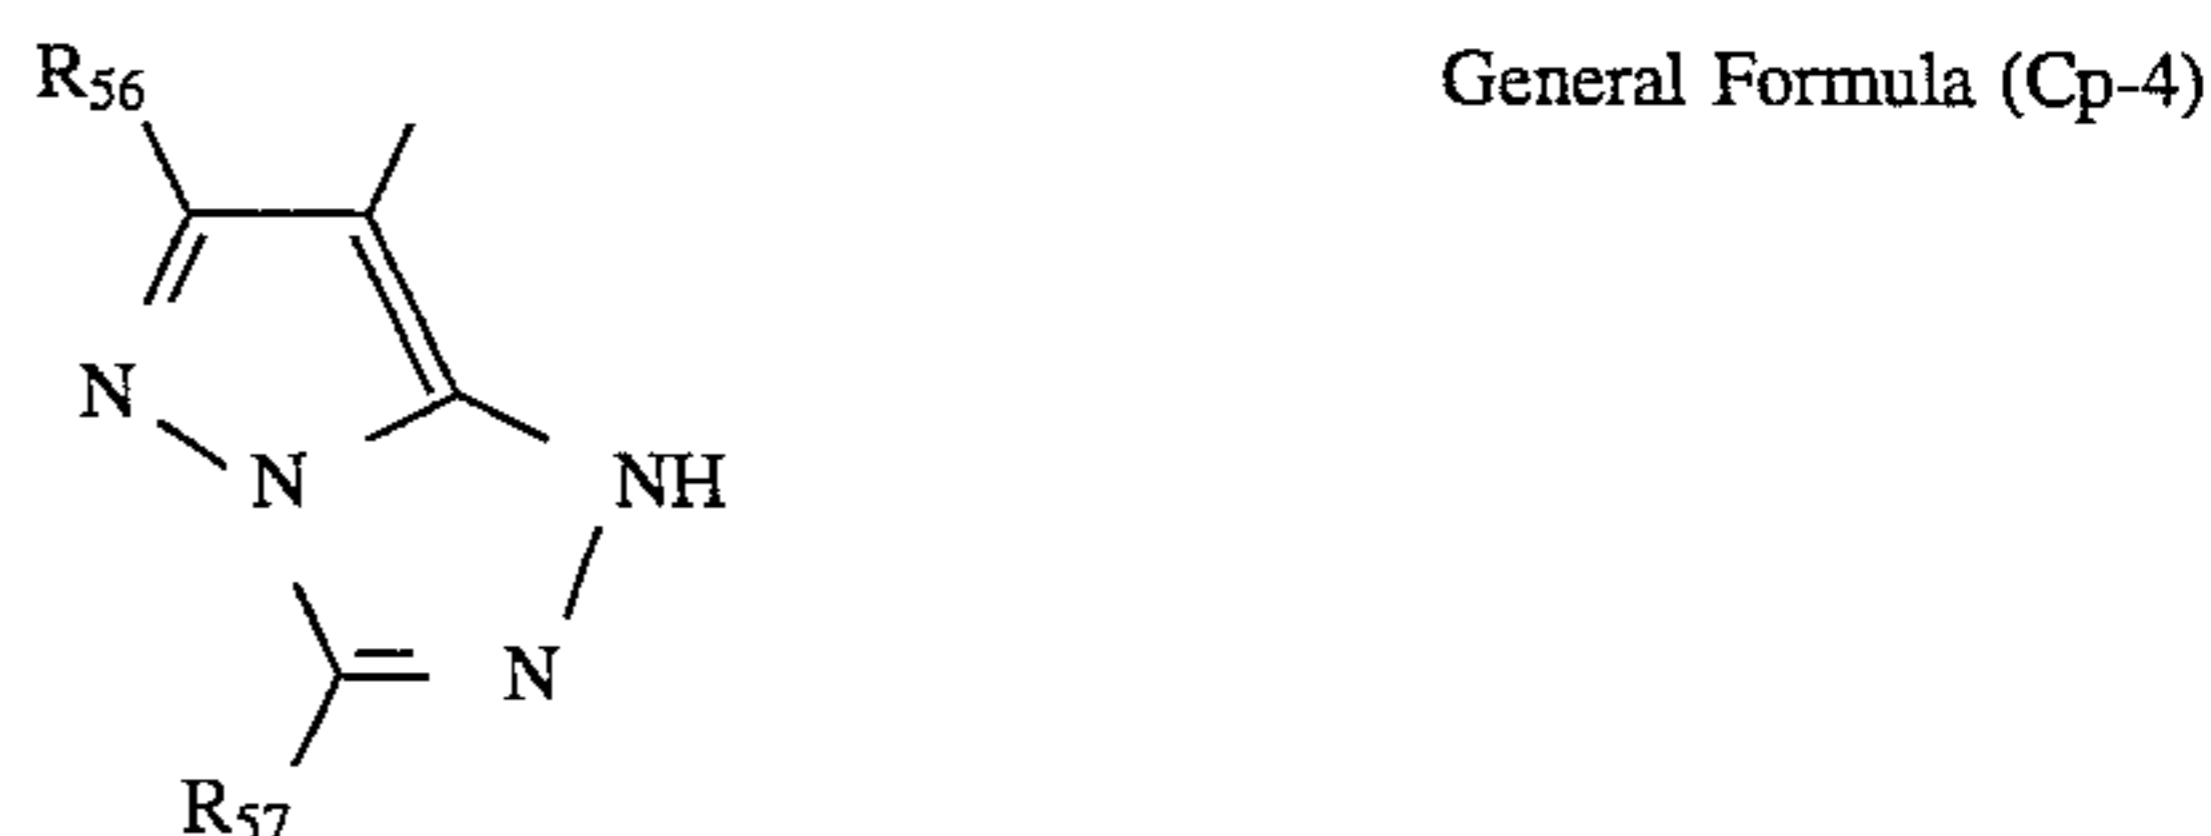 R56
General Formula (Cp-4)
N
N
NH
N
R57